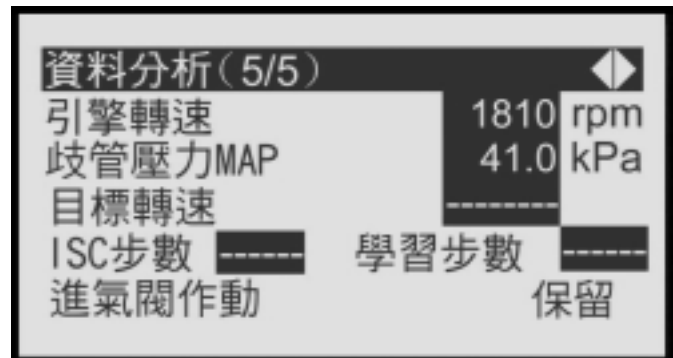 資料分析(5/5)
引擎轉速 1810 rpm
歧管壓力MAP 41.0 kPa
目標轉速 -------
ISC步數 ----- 學習步數 -----
進氣閥作動 保留